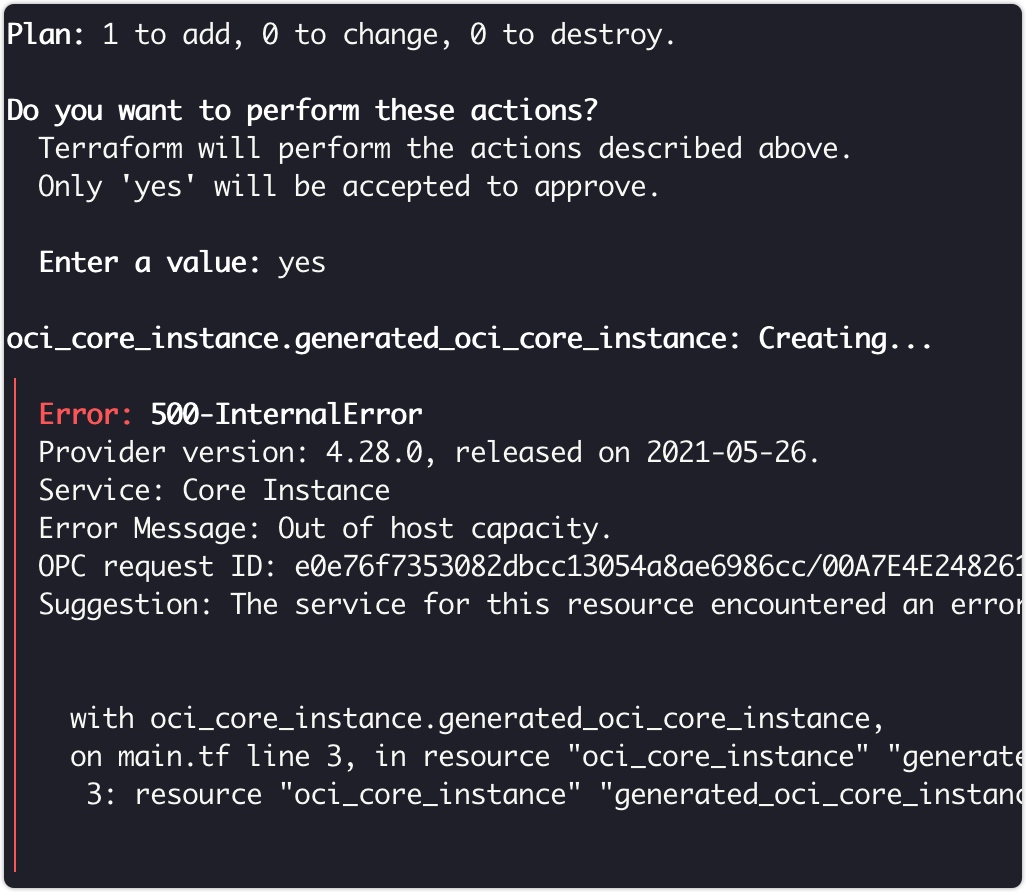 Plan: 1 to add, 0 to change, 0 to destroy.
Do you want to perform these actions?
Terraform will perform the actions described above.
Only 'yes' will be accepted to approve.
Enter a value: yes
oci_core_instance.generated_oci_core_instance: Creating...
Error: 500-InternalError
Provider version: 4.28.0, released on 2021-05-26.
Service: Core Instance
Error Message: Out of host capacity.
OPC request ID: e0e76f7353082dbcc13054a8ae6986cc/00A7E4E248261
Suggestion: The service for this resource encountered an error
with oci_core_instance.generated_oci_core_instance,
on main.tf line 3, in resource "oci_core_instance" "generate
3: resource "oci_core_instance" "generated_oci_core_instanc